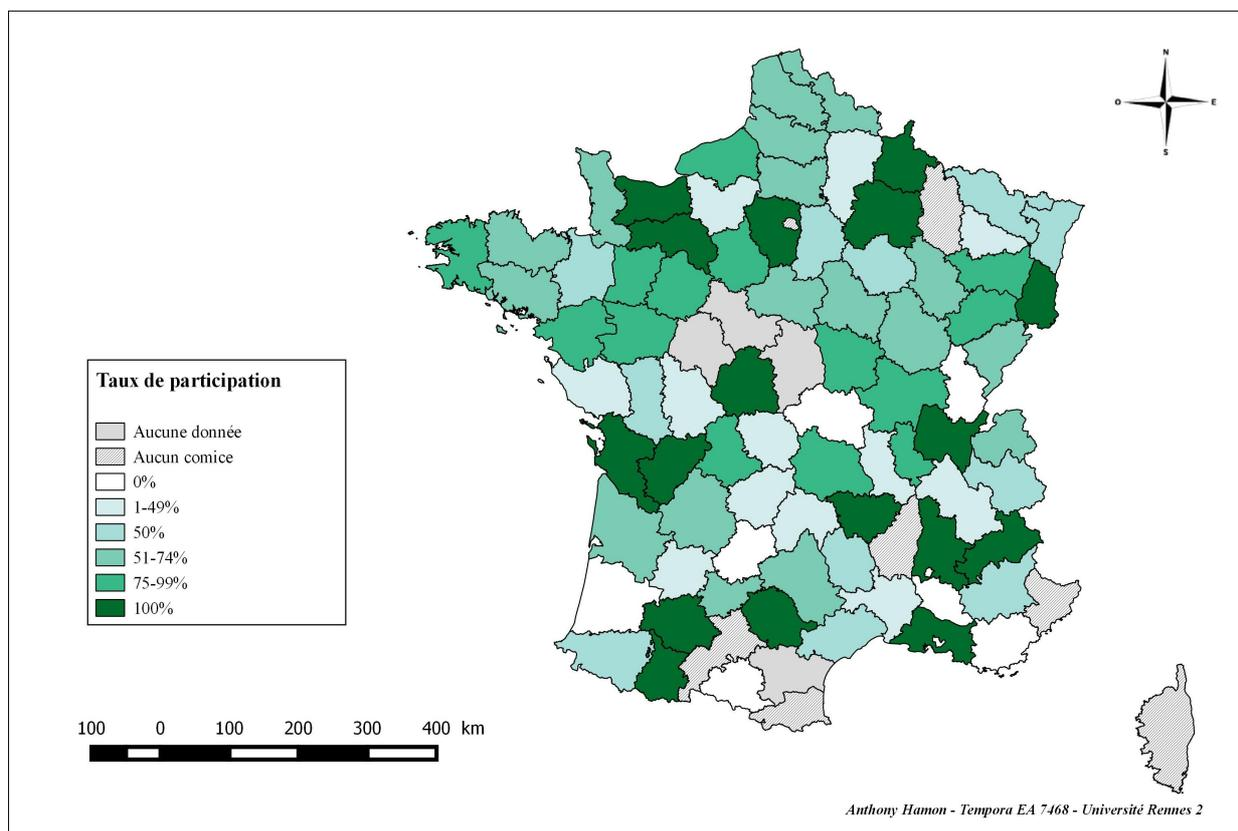 N
O
E
S
Taux de participation
Aucune donnée
Aucun comice
0%
1-49%
50%
51-74%
75-99%
100%
100 0 100 200 300 400 km
Anthony Hamon - Tempora EA 7468 - Université Rennes 2